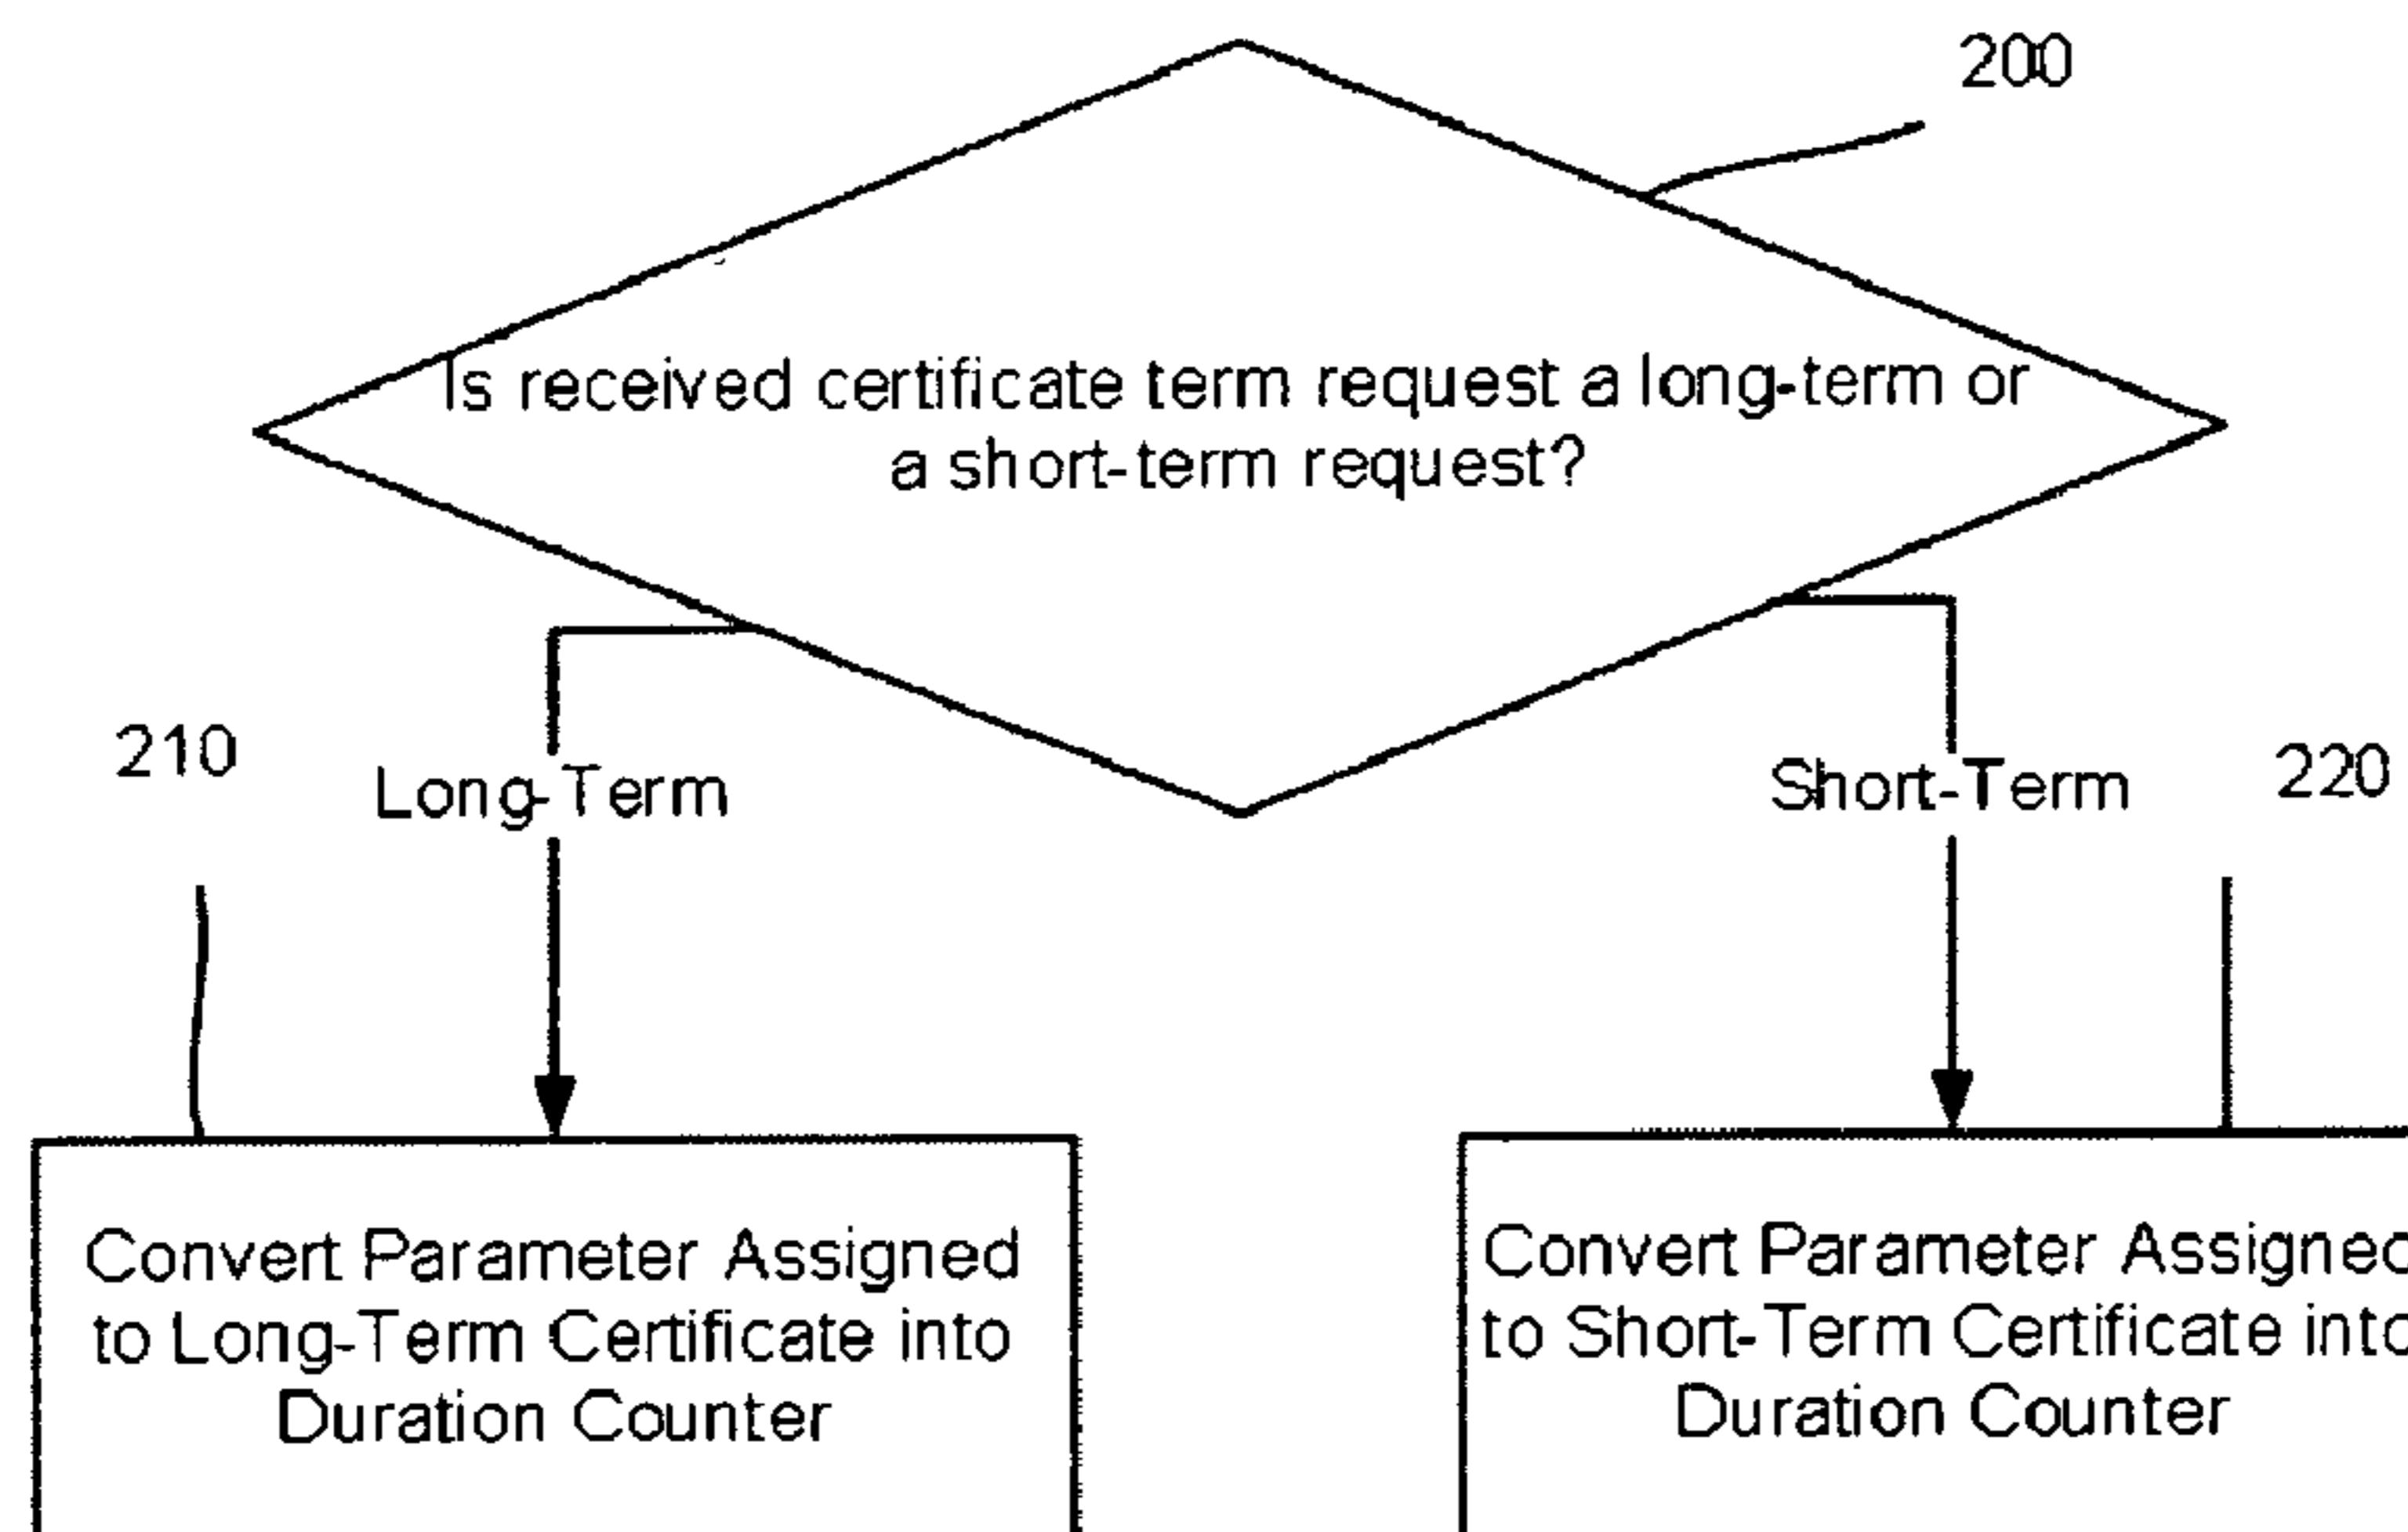 200
Is received certificate term request a long-term or
a short-term request?
210
Long-Term
Short-Term
220
Convert Parameter Assigned
to Long-Term Certificate into
Duration Counter
Convert Parameter Assigned
to Short-Term Certificate into
Duration Counter